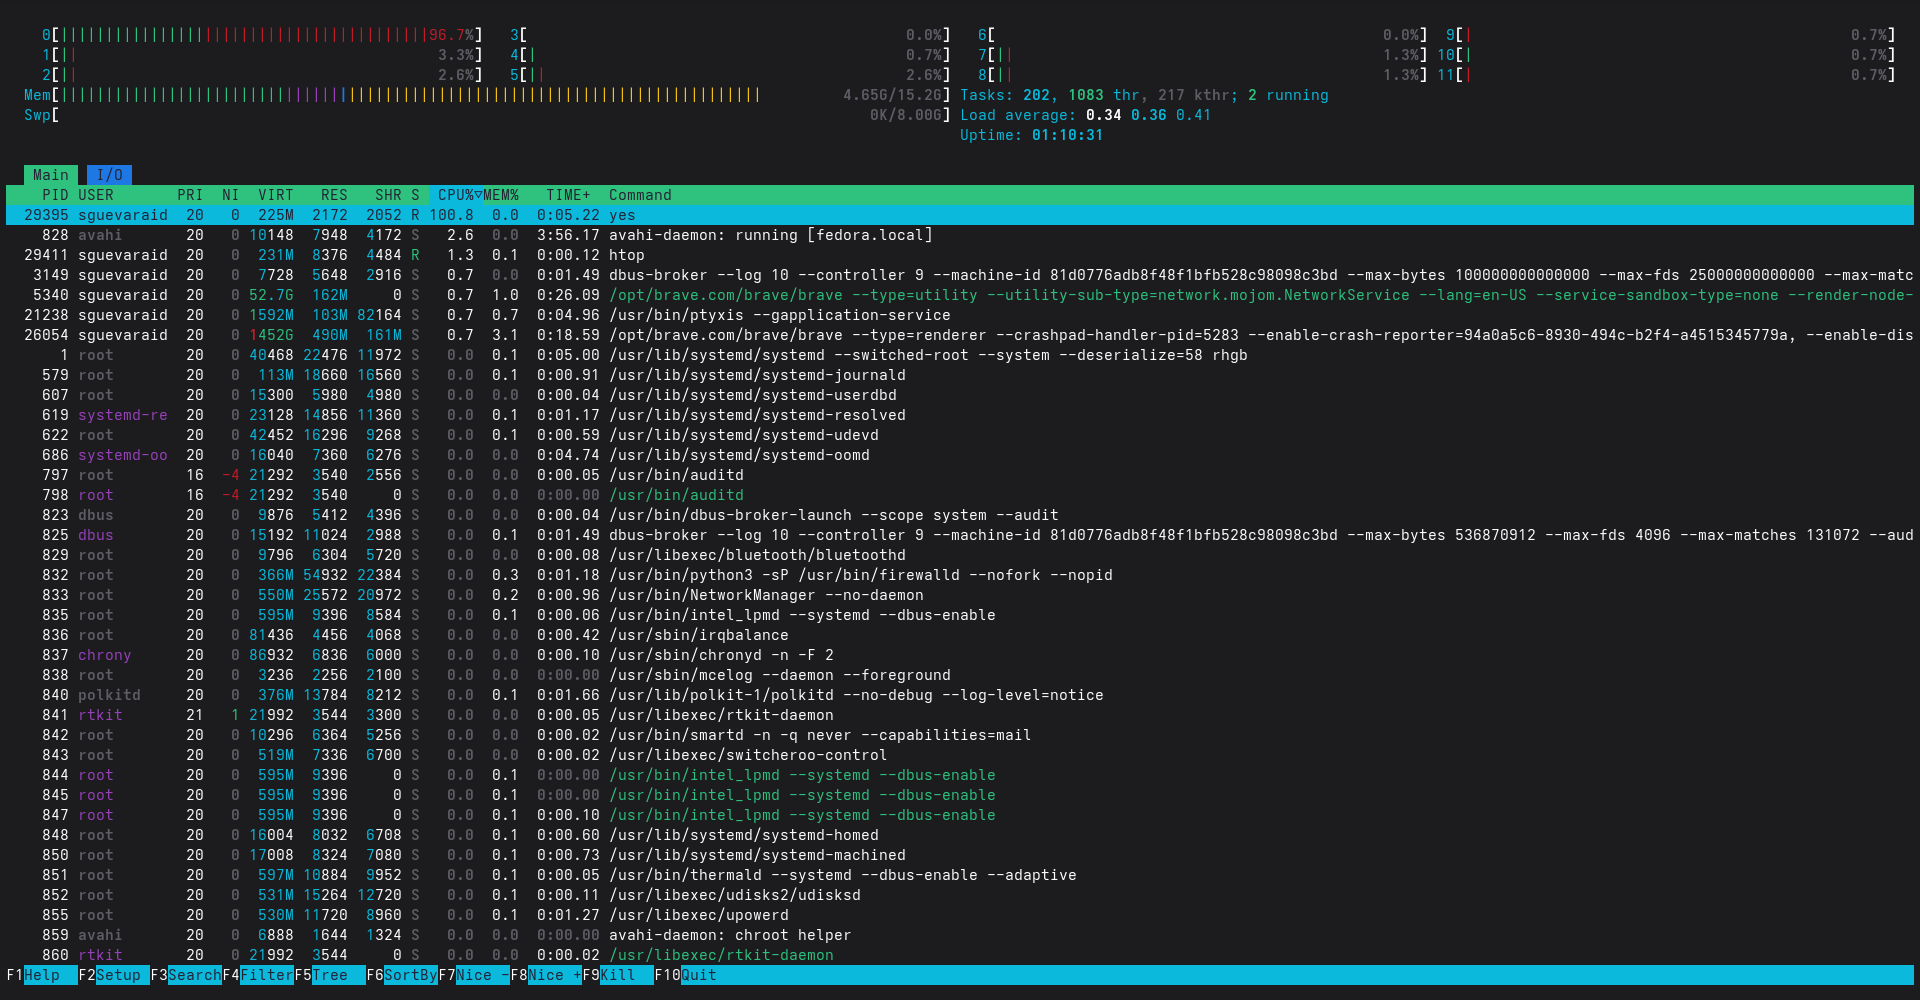 0[||||||||||||||||||||||||||||||||||||||||96.7%] 3[ 0.0%] 6[ 0.0%] 9[| 0.7%]
1[|| 3.3%] 4[| 0.7%] 7[|| 1.3%] 10[| 0.7%]
2[|| 2.6%] 5[|| 2.6%] 8[|| 1.3%] 11[| 0.7%]
Mem[|||||||||||||||||||||||||||||||||||||||||||||||||||||||||||||||||||||||||||||| 4.65G/15.2G] Tasks: 202, 1083 thr, 217 kthr; 2 running
Swp[ 0K/8.00G] Load average: 0.34 0.36 0.41
Uptime: 01:10:31
Main I/O
PID USER PRI NI VIRT RES SHR S CPU%▽MEM% TIME+ Command
29395 sguevaraid 20 0 225M 2172 2052 R 100.8 0.0 0:05.22 yes
828 avahi 20 0 10148 7948 4172 S 2.6 0.0 3:56.17 avahi-daemon: running [fedora.local]
29411 sguevaraid 20 0 231M 8376 4484 R 1.3 0.1 0:00.12 htop
3149 sguevaraid 20 0 7728 5648 2916 S 0.7 0.0 0:01.49 dbus-broker --log 10 --controller 9 --machine-id 81d0776adb8f48f1bfb528c98098c3bd --max-bytes 100000000000000 --max-fds 25000000000000 --max-matc
5340 sguevaraid 20 0 52.7G 162M 0 S 0.7 1.0 0:26.09 /opt/brave.com/brave/brave --type=utility --utility-sub-type=network.mojom.NetworkService --lang=en-US --service-sandbox-type=none --render-node-
21238 sguevaraid 20 0 1592M 103M 82164 S 0.7 0.7 0:04.96 /usr/bin/ptyxis --gapplication-service
26054 sguevaraid 20 0 1452G 490M 161M S 0.7 3.1 0:18.59 /opt/brave.com/brave/brave --type=renderer --crashpad-handler-pid=5283 --enable-crash-reporter=94a0a5c6-8930-494c-b2f4-a4515345779a, --enable-dis
1 root 20 0 40468 22476 11972 S 0.0 0.1 0:05.00 /usr/lib/systemd/systemd --switched-root --system --deserialize=58 rhgb
579 root 20 0 113M 18660 16560 S 0.0 0.1 0:00.91 /usr/lib/systemd/systemd-journald
607 root 20 0 15300 5980 4980 S 0.0 0.0 0:00.04 /usr/lib/systemd/systemd-userdbd
619 systemd-re 20 0 23128 14856 11360 S 0.0 0.1 0:01.17 /usr/lib/systemd/systemd-resolved
622 root 20 0 42452 16296 9268 S 0.0 0.1 0:00.59 /usr/lib/systemd/systemd-udevd
686 systemd-oo 20 0 16040 7360 6276 S 0.0 0.0 0:04.74 /usr/lib/systemd/systemd-oomd
797 root 16 -4 21292 3540 2556 S 0.0 0.0 0:00.05 /usr/bin/auditd
798 root 16 -4 21292 3540 0 S 0.0 0.0 0:00.00 /usr/bin/auditd
823 dbus 20 0 9876 5412 4396 S 0.0 0.0 0:00.04 /usr/bin/dbus-broker-launch --scope system --audit
825 dbus 20 0 15192 11024 2988 S 0.0 0.1 0:01.49 dbus-broker --log 10 --controller 9 --machine-id 81d0776adb8f48f1bfb528c98098c3bd --max-bytes 536870912 --max-fds 4096 --max-matches 131072 --aud
829 root 20 0 9796 6304 5720 S 0.0 0.0 0:00.08 /usr/libexec/bluetooth/bluetoothd
832 root 20 0 366M 54932 22384 S 0.0 0.3 0:01.18 /usr/bin/python3 -sP /usr/bin/firewalld --nofork --nopid
833 root 20 0 550M 25572 20972 S 0.0 0.2 0:00.96 /usr/bin/NetworkManager --no-daemon
835 root 20 0 595M 9396 8584 S 0.0 0.1 0:00.06 /usr/bin/intel_lpmd --systemd --dbus-enable
836 root 20 0 81436 4456 4068 S 0.0 0.0 0:00.42 /usr/sbin/irqbalance
837 chrony 20 0 86932 6836 6000 S 0.0 0.0 0:00.10 /usr/sbin/chronyd -n -F 2
838 root 20 0 3236 2256 2100 S 0.0 0.0 0:00.00 /usr/sbin/mcelog --daemon --foreground
840 polkitd 20 0 376M 13784 8212 S 0.0 0.1 0:01.66 /usr/lib/polkit-1/polkitd --no-debug --log-level=notice
841 rtkit 21 1 21992 3544 3300 S 0.0 0.0 0:00.05 /usr/libexec/rtkit-daemon
842 root 20 0 10296 6364 5256 S 0.0 0.0 0:00.02 /usr/bin/smartd -n -q never --capabilities=mail
843 root 20 0 519M 7336 6700 S 0.0 0.0 0:00.02 /usr/libexec/switcheroo-control
844 root 20 0 595M 9396 0 S 0.0 0.1 0:00.00 /usr/bin/intel_lpmd --systemd --dbus-enable
845 root 20 0 595M 9396 0 S 0.0 0.1 0:00.00 /usr/bin/intel_lpmd --systemd --dbus-enable
847 root 20 0 595M 9396 0 S 0.0 0.1 0:00.10 /usr/bin/intel_lpmd --systemd --dbus-enable
848 root 20 0 16004 8032 6708 S 0.0 0.1 0:00.60 /usr/lib/systemd/systemd-homed
850 root 20 0 17008 8324 7080 S 0.0 0.1 0:00.73 /usr/lib/systemd/systemd-machined
851 root 20 0 597M 10884 9952 S 0.0 0.1 0:00.05 /usr/bin/thermald --systemd --dbus-enable --adaptive
852 root 20 0 531M 15264 12720 S 0.0 0.1 0:00.11 /usr/libexec/udisks2/udisksd
855 root 20 0 530M 11720 8960 S 0.0 0.1 0:01.27 /usr/libexec/upowerd
859 avahi 20 0 6888 1644 1324 S 0.0 0.0 0:00.00 avahi-daemon: chroot helper
860 rtkit 20 0 21992 3544 0 S 0.0 0.0 0:00.02 /usr/libexec/rtkit-daemon
F1Help F2Setup F3SearchF4FilterF5Tree F6SortByF7Nice -F8Nice +F9Kill F10Quit